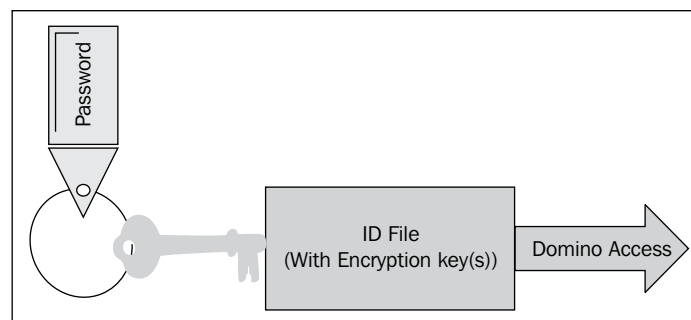 Password
ID File
(With Encryption key(s))
Domino Access